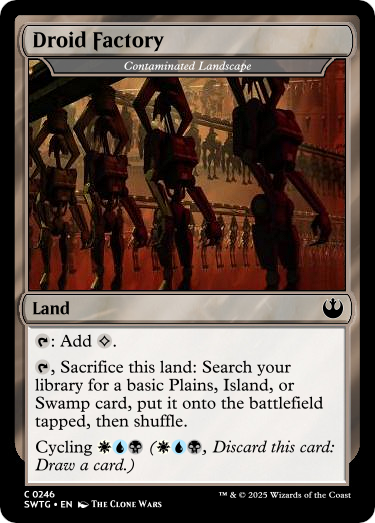 Droid Factory
Contaminated Landscape
Land
: Add .
, Sacrifice this land: Search your
library for a basic Plains, Island, or
Swamp card, put it onto the battlefield
tapped, then shuffle.
Cycling ( , Discard this card:
Draw a card.)
C 0246
SWTG • EN The Clone Wars
™ & © 2025 Wizards of the Coast